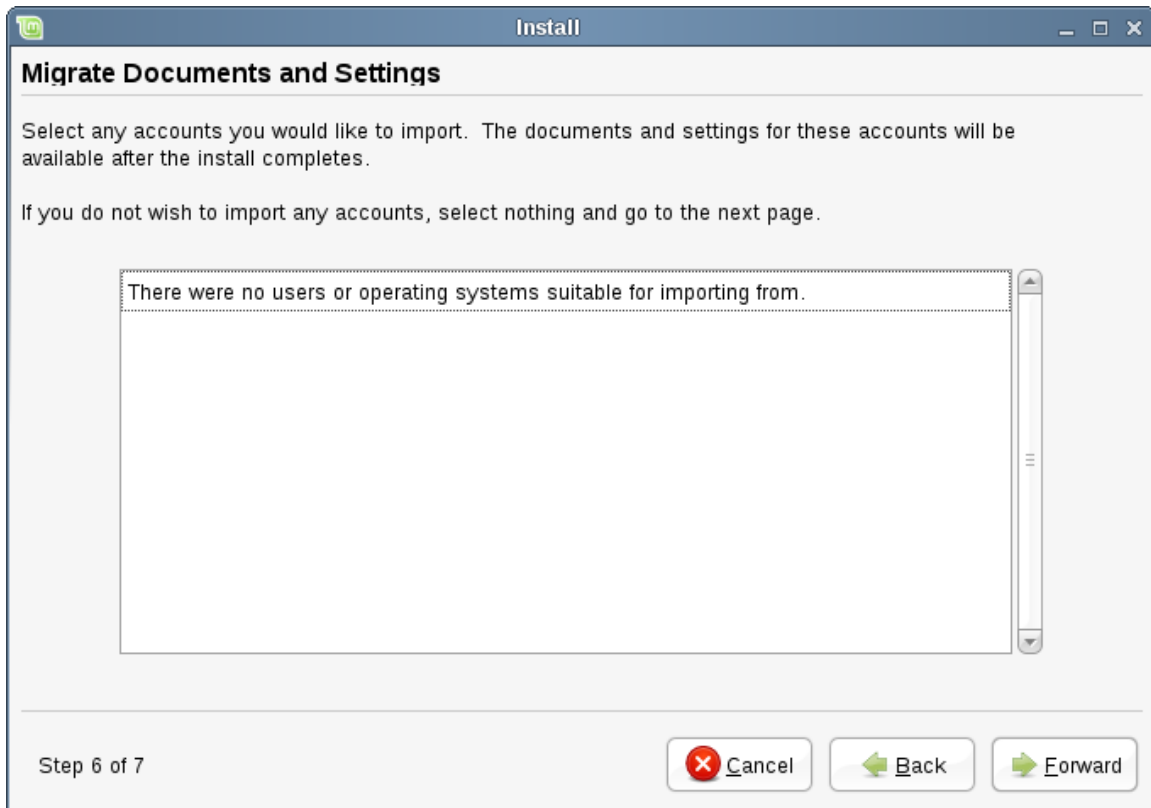 Install
Migrate Documents and Settings
Select any accounts you would like to import.  The documents and settings for these accounts will be
available after the install completes.
If you do not wish to import any accounts, select nothing and go to the next page.
There were no users or operating systems suitable for importing from.
Step 6 of 7
Cancel
Back
Forward